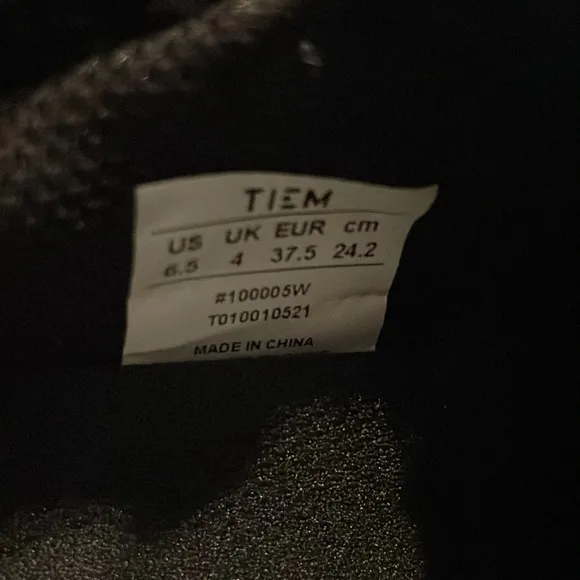 TIEM
US UK EUR cm
6.5 4 37.5 24.2
#100005W
T010010521
MADE IN CHINA